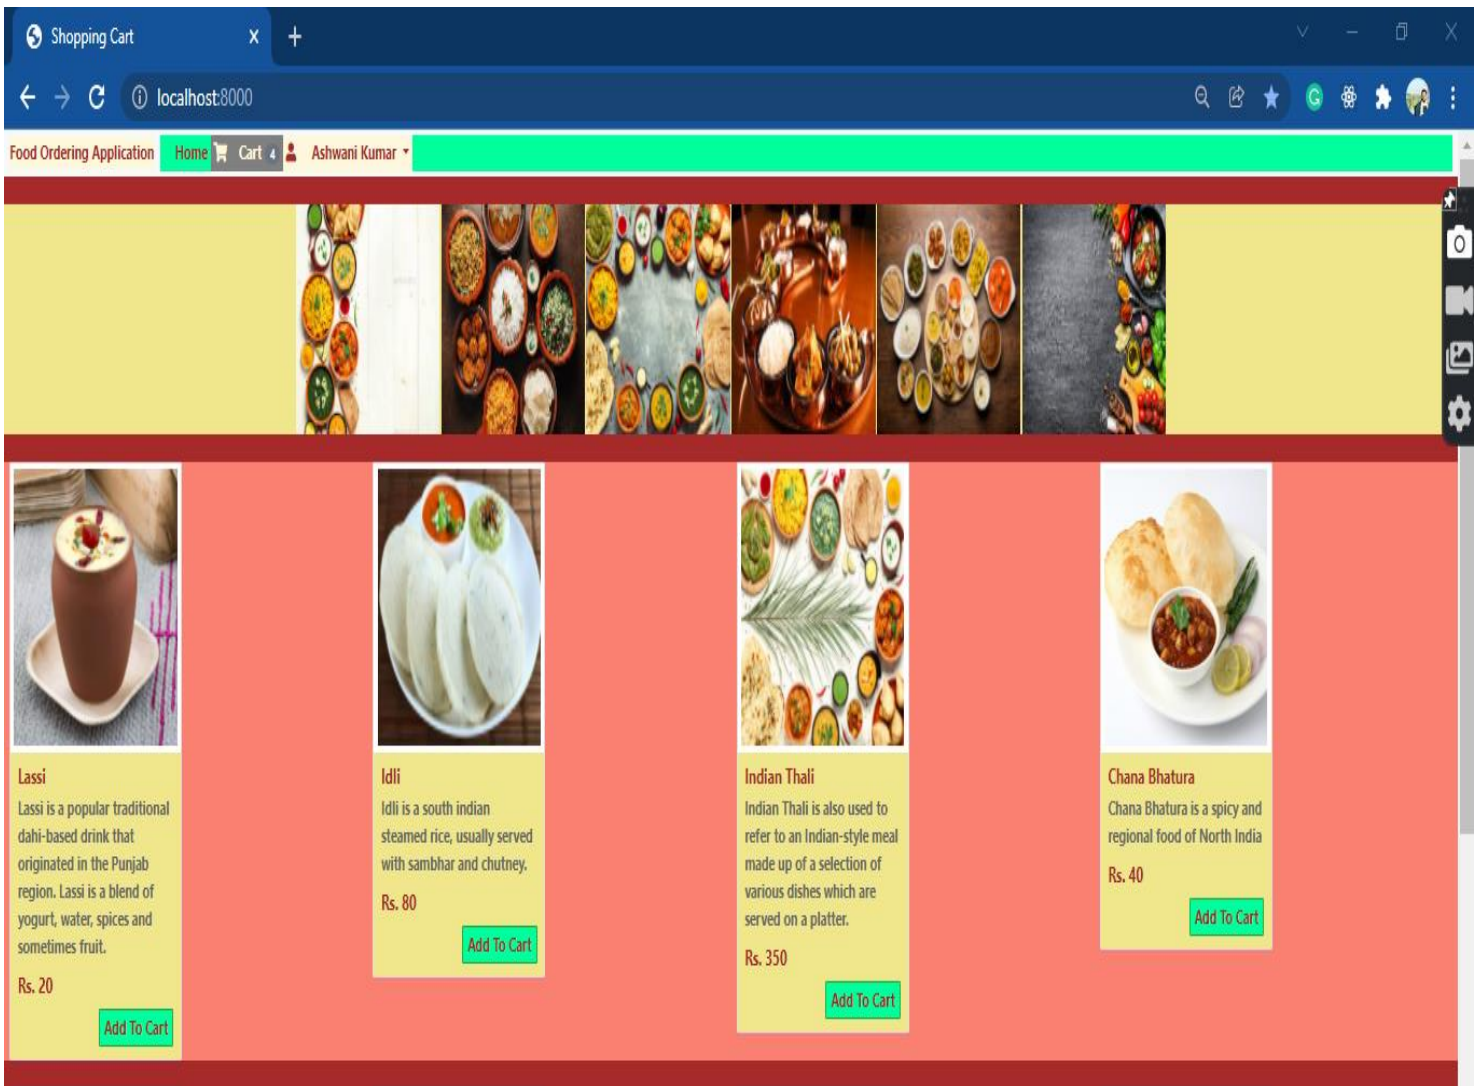 Shopping Cart
localhost:8000
Food Ordering Application Home Cart 4 Ashwani Kumar
Lassi
Lassi is a popular traditional
dahi-based drink that
originated in the Punjab
region. Lassi is a blend of
yogurt, water, spices and
sometimes fruit.
Rs. 20
Add To Cart
Idli
Idli is a south indian
steamed rice, usually served
with sambhar and chutney.
Rs. 80
Add To Cart
Indian Thali
Indian Thali is also used to
refer to an Indian-style meal
made up of a selection of
various dishes which are
served on a platter.
Rs. 350
Add To Cart
Chana Bhatura
Chana Bhatura is a spicy and
regional food of North India
Rs. 40
Add To Cart